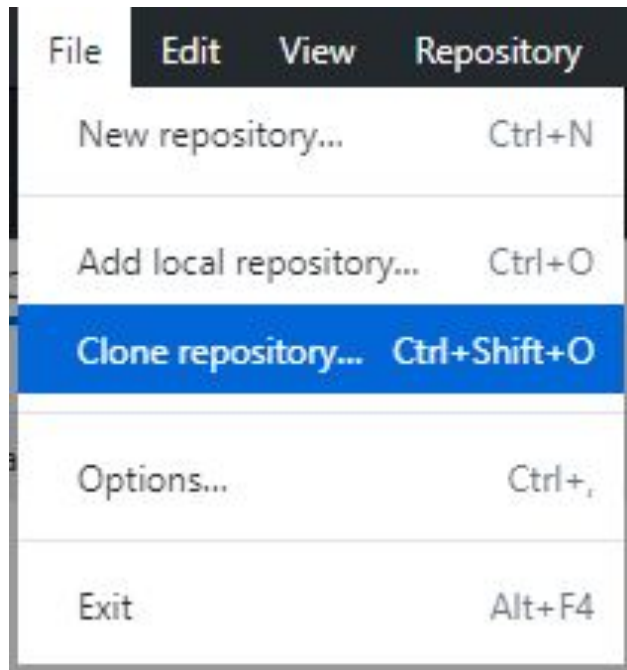 File Edit View Repository
New repository... Ctrl+N
Add local repository... Ctrl+O
Clone repository... Ctrl+Shift+O
Options... Ctrl+,
Exit Alt+F4